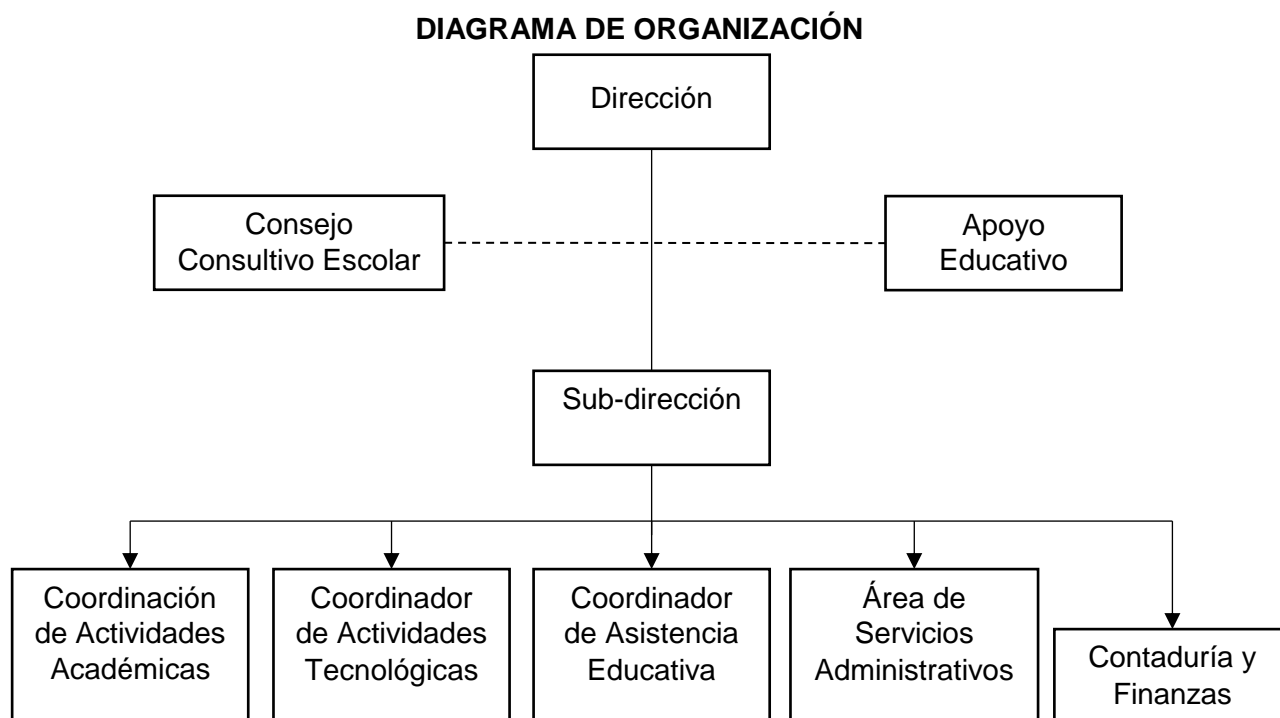 DIAGRAMA DE ORGANIZACIÓN
Dirección
Consejo
Consultivo Escolar
Apoyo
Educativo
Sub-dirección
Coordinación
de Actividades
Académicas
Coordinador
de Actividades
Tecnológicas
Coordinador
de Asistencia
Educativa
Área de
Servicios
Administrativos
Contaduría y
Finanzas